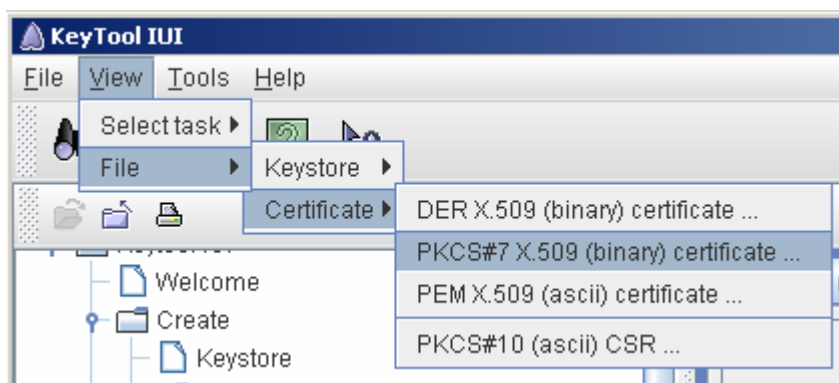 KeyTool IUI
File View Tools Help
Select task
File
Keystore
Certificate
DER X.509 (binary) certificate ...
PKCS#7 X.509 (binary) certificate ...
PEM X.509 (ascii) certificate ...
PKCS#10 (ascii) CSR ...
Welcome
Create
Keystore